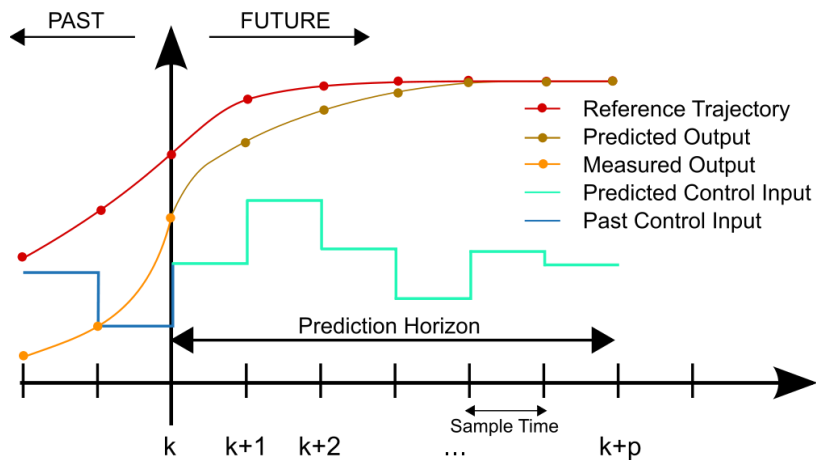 PAST
FUTURE
Reference Trajectory
Predicted Output
Measured Output
Predicted Control Input
Past Control Input
Prediction Horizon
Sample Time
k
k+1
k+2
...
k+p